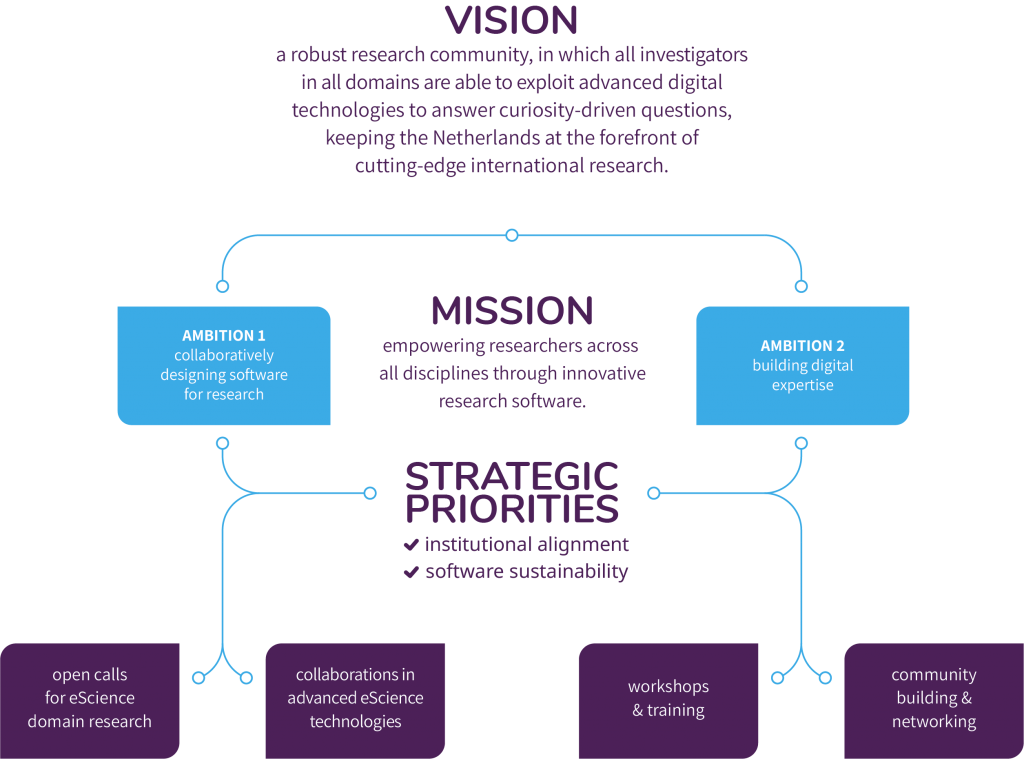 VISION
a robust research community, in which all investigators
in all domains are able to exploit advanced digital
technologies to answer curiosity-driven questions,
keeping the Netherlands at the forefront of
cutting-edge international research.
AMBITION 1
collaboratively
designing software
for research
MISSION
empowering researchers across
all disciplines through innovative
research software.
AMBITION 2
building digital
expertise
STRATEGIC
PRIORITIES
✔ institutional alignment
✔ software sustainability
open calls
for eScience
domain research
collaborations in
advanced eScience
technologies
workshops
& training
community
building &
networking